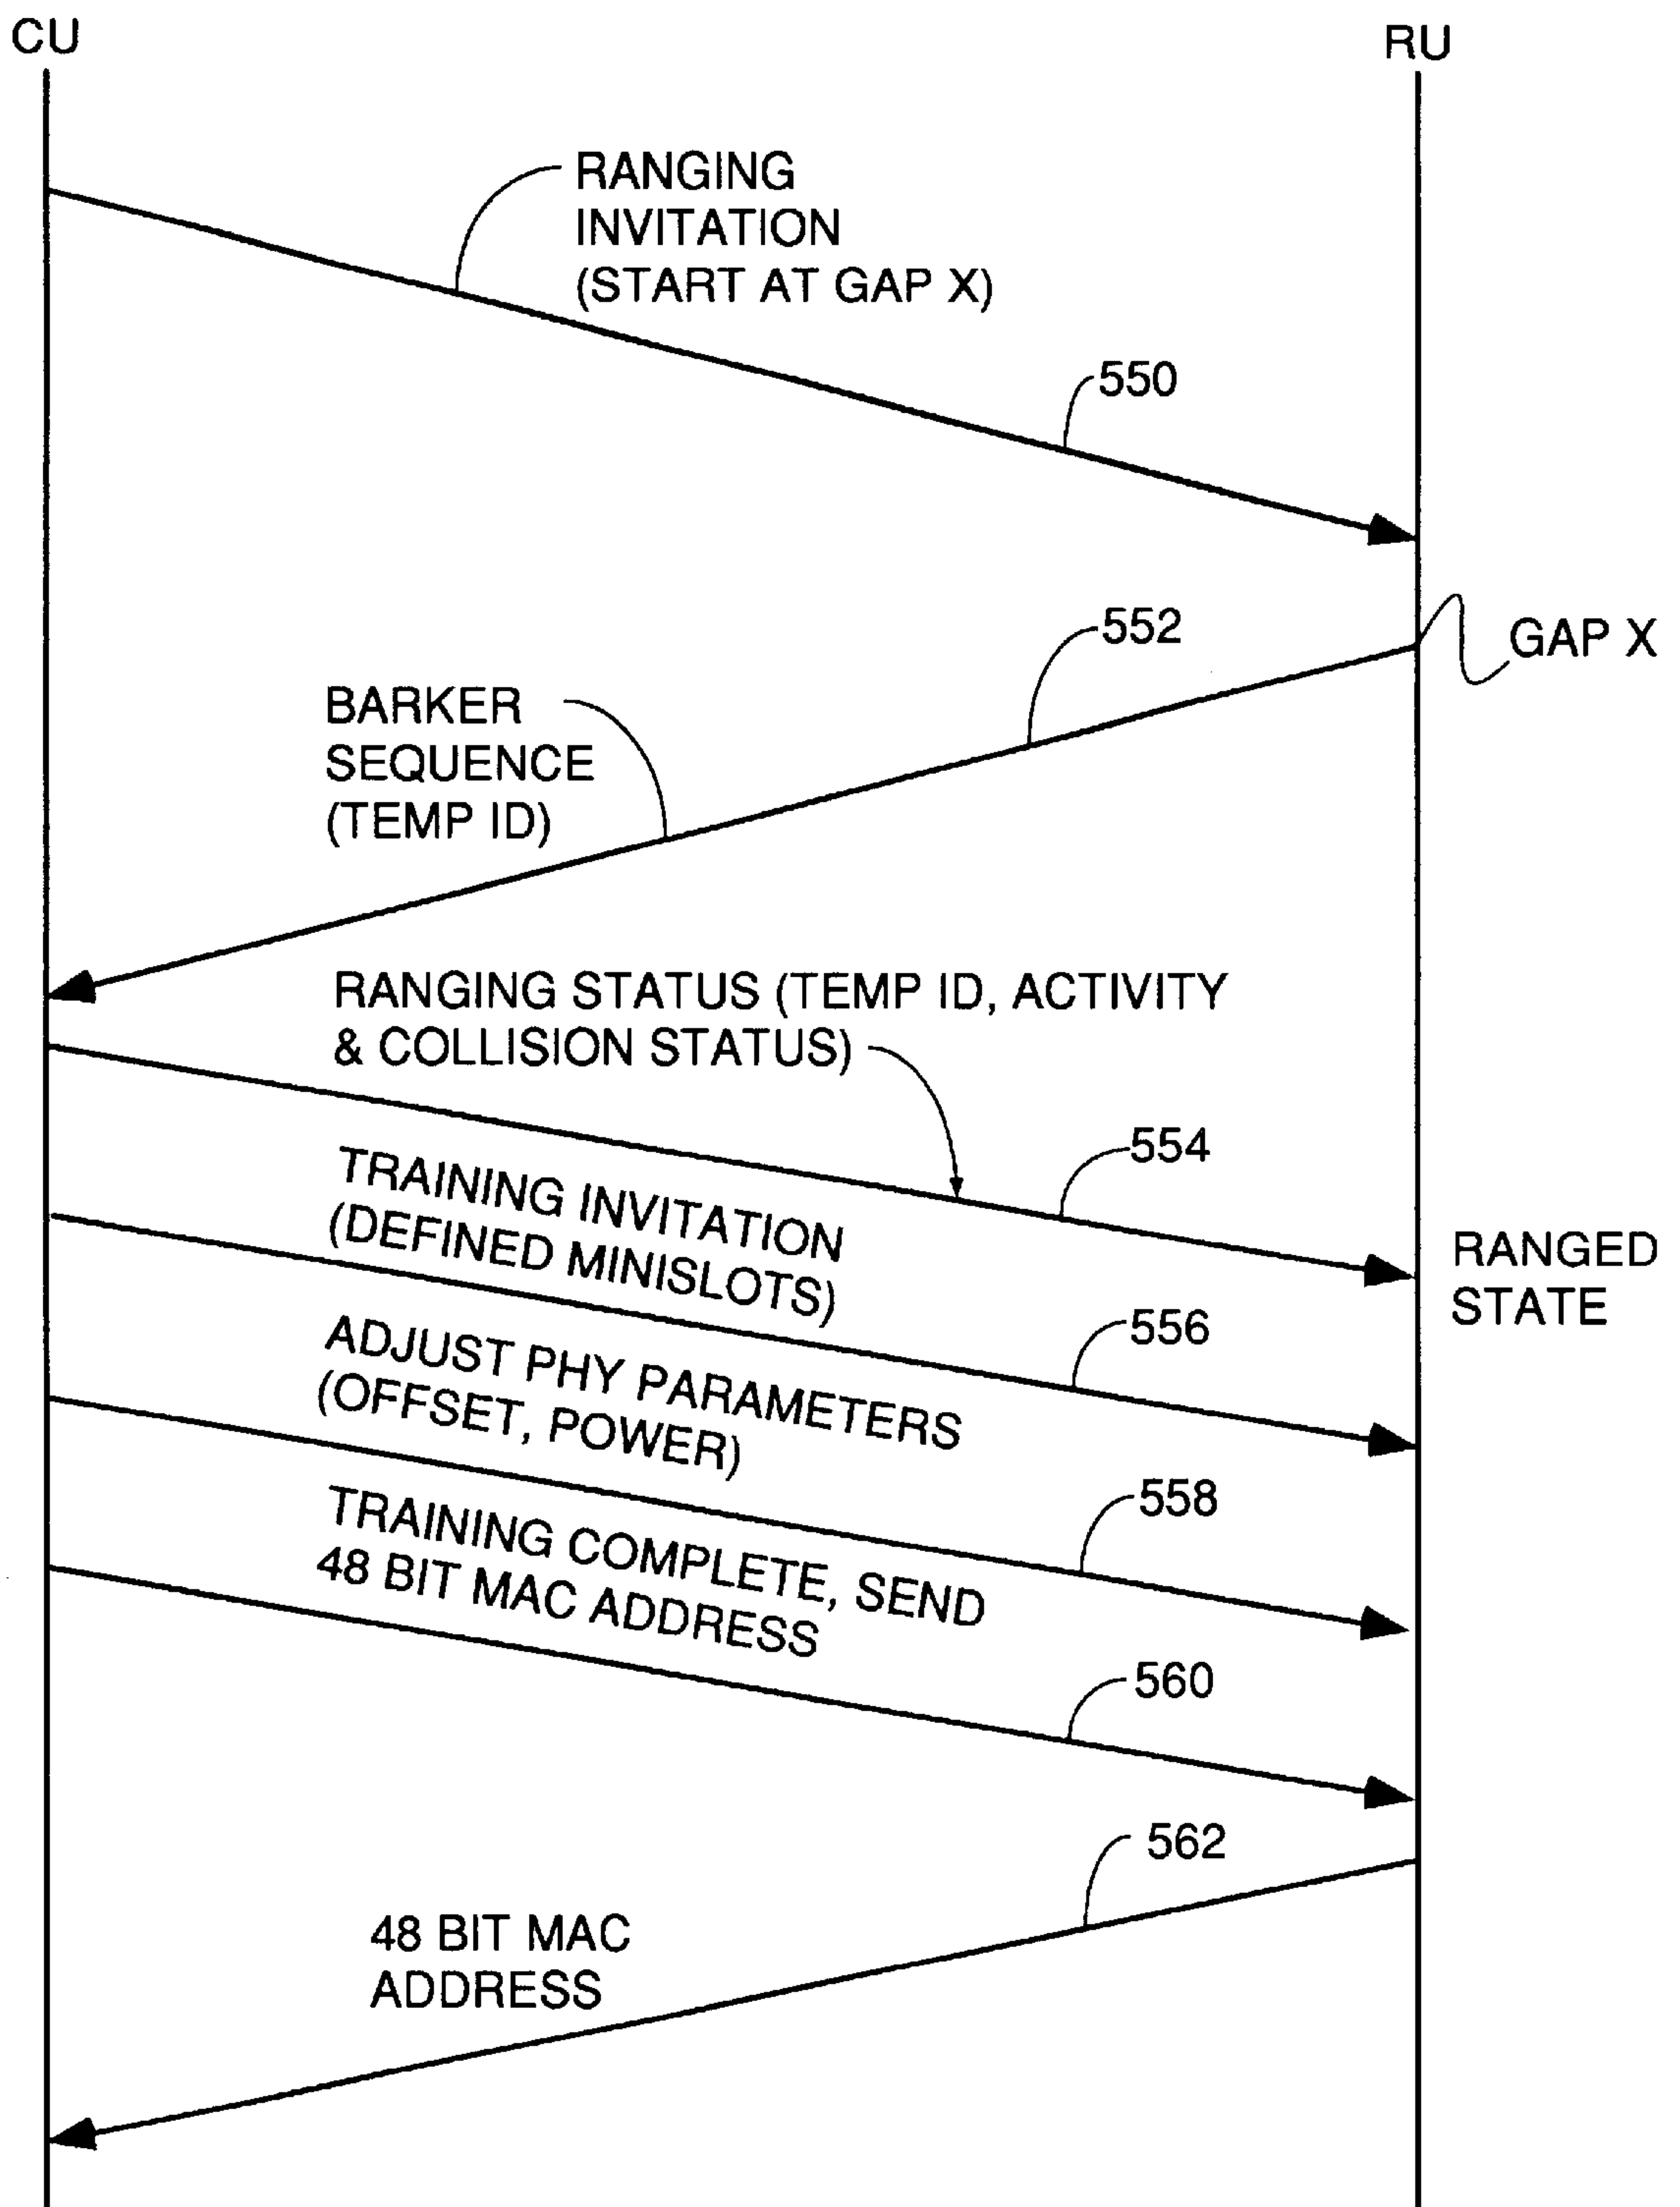 CU
RU
RANGING
INVITATION
(START AT GAP X)
550
552
GAP X
BARKER
SEQUENCE
(TEMP ID)
RANGING STATUS (TEMP ID, ACTIVITY
& COLLISION STATUS)
554
TRAINING INVITATION
(DEFINED MINISLOTS)
RANGED
STATE
556
ADJUST PHY PARAMETERS
(OFFSET, POWER)
558
TRAINING COMPLETE, SEND
48 BIT MAC ADDRESS
560
562
48 BIT MAC
ADDRESS